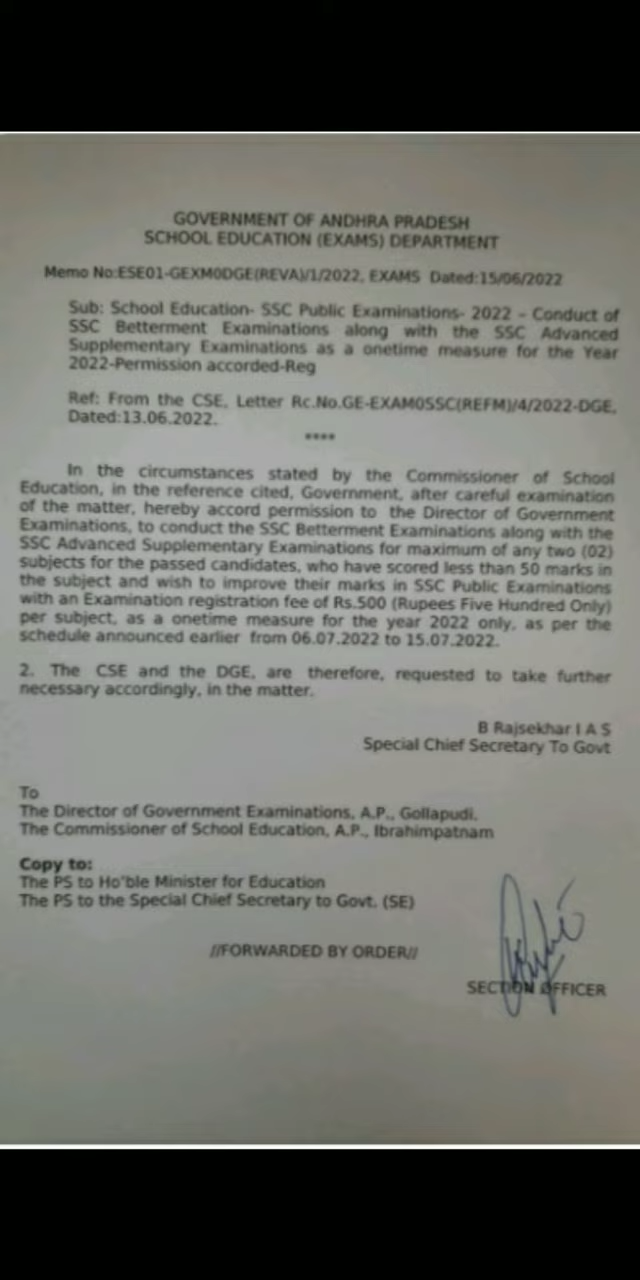 GOVERNMENT OF ANDHRA PRADESH
SCHOOL EDUCATION (EXAMS) DEPARTMENT
Memo No:ESE01-GEXM0DGE(REVA)/1/2022, EXAMS Dated:15/06/2022
Sub: School Education- SSC Public Examinations- 2022 – Conduct of
SSC Betterment Examinations along with the SSC Advanced
Supplementary Examinations as a onetime measure for the Year
2022-Permission accorded-Reg
Ref: From the CSE, Letter Rc.No.GE-EXAM0SSC(REFM)/4/2022-DGE,
Dated:13.06.2022.
****
In the circumstances stated by the Commissioner of School
Education, in the reference cited, Government, after careful examination
of the matter, hereby accord permission to the Director of Government
Examinations, to conduct the SSC Betterment Examinations along with the
SSC Advanced Supplementary Examinations for maximum of any two (02)
subjects for the passed candidates, who have scored less than 50 marks in
the subject and wish to improve their marks in SSC Public Examinations
with an Examination registration fee of Rs.500 (Rupees Five Hundred Only)
per subject, as a onetime measure for the year 2022 only, as per the
schedule announced earlier from 06.07.2022 to 15.07.2022.
2. The CSE and the DGE, are therefore, requested to take further
necessary accordingly, in the matter.
B Rajsekhar I A S
Special Chief Secretary To Govt
To
The Director of Government Examinations, A.P., Gollapudi.
The Commissioner of School Education, A.P., Ibrahimpatnam
Copy to:
The PS to Ho'ble Minister for Education
The PS to the Special Chief Secretary to Govt. (SE)
//FORWARDED BY ORDER//
SECTION OFFICER